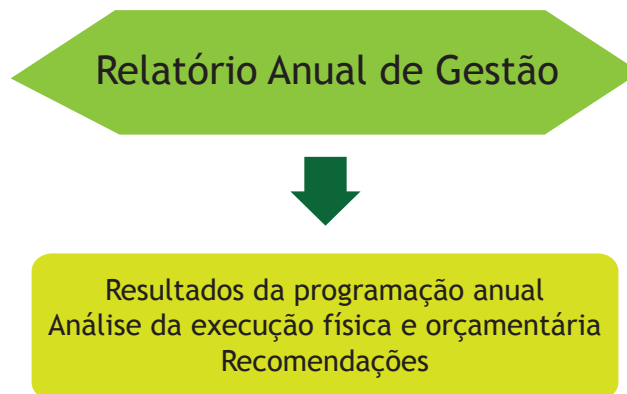 Relatório Anual de Gestão
Resultados da programação anual
Análise da execução física e orçamentária
Recomendações